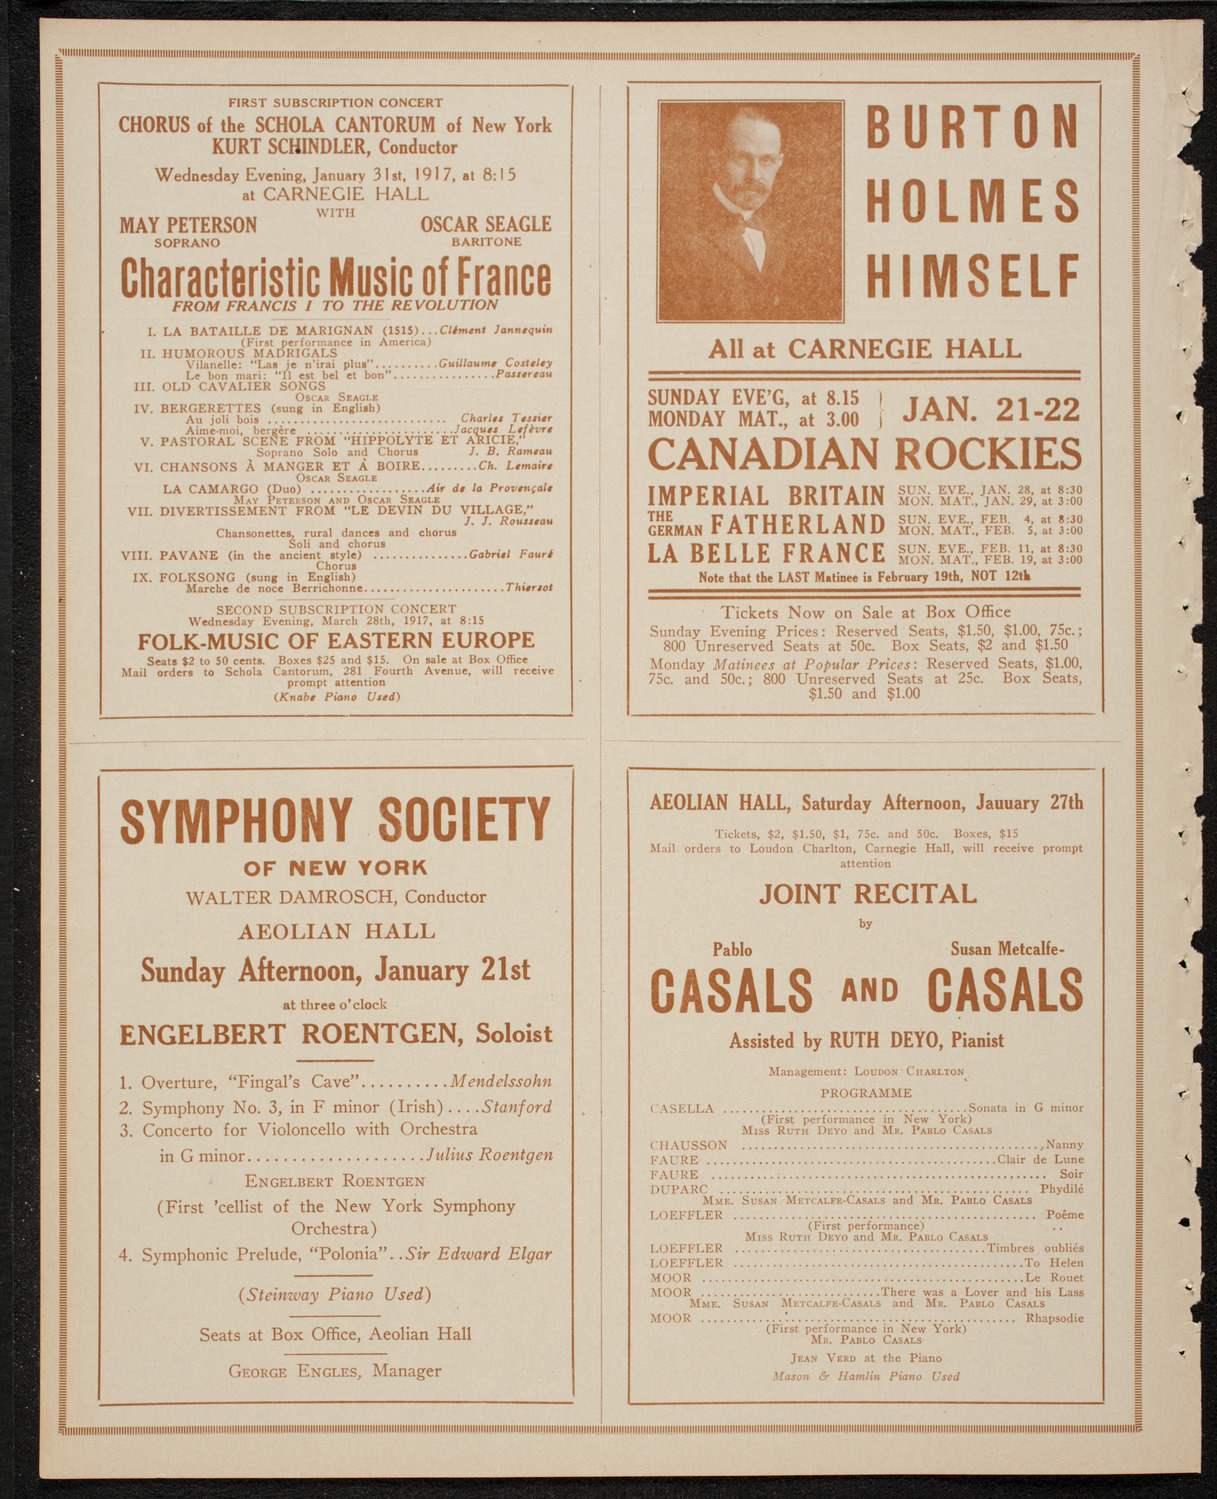 FIRST SUBSCRIPTION CONCERT
CHORUS of the SCHOLA CANTORUM of New York
KURT SCHINDLER, Conductor
Wednesday Evening, January 31st, 1917, at 8:15
at CARNEGIE HALL
WITH
MAY PETERSON OSCAR SEAGLE
SOPRANO BARITONE
Characteristic Music of France
FROM FRANCIS I TO THE REVOLUTION
I. LA BATAILLE DE MARIGNAN (1515)...Clément Jannequin
(First performance in America)
II. HUMOROUS MADRIGALS
Vilanelle: "Las je n'irai plus"..........Guillaume Costeley
Le bon mari: "Il est bel et bon"................Passereau
III. OLD CAVALIER SONGS
OSCAR SEAGLE
IV. BERGERETTES (sung in English)
Au joli bois ........................... Charles Tessier
Aime-moi, bergère .......................Jacques Lefèvre
V. PASTORAL SCENE FROM "HIPPOLYTE ET ARICIE,"
Soprano Solo and Chorus J. B. Rameau
VI. CHANSONS À MANGER ET À BOIRE.........Ch. Lemaire
OSCAR SEAGLE
LA CAMARGO (Duo) ..................Air de la Provençale
MAY PETERSON AND OSCAR SEAGLE
VII. DIVERTISSEMENT FROM "LE DEVIN DU VILLAGE,"
J. J. Rousseau
Chansonettes, rural dances and chorus
Soli and chorus
VIII. PAVANE (in the ancient style) ...............Gabriel Fauré
Chorus
IX. FOLKSONG (sung in English)
Marche de noce Berrichonne......................Thiersot
SECOND SUBSCRIPTION CONCERT
Wednesday Evening, March 28th, 1917, at 8:15
FOLK-MUSIC OF EASTERN EUROPE
Seats $2 to 50 cents. Boxes $25 and $15. On sale at Box Office
Mail orders to Schola Cantorum, 281 Fourth Avenue, will receive
prompt attention
(Knabe Piano Used)
BURTON
HOLMES
HIMSELF
All at CARNEGIE HALL
SUNDAY EVE'G, at 8.15
MONDAY MAT., at 3.00 } JAN. 21-22
CANADIAN ROCKIES
IMPERIAL BRITAIN SUN. EVE., JAN. 28, at 8:30
MON. MAT., JAN. 29, at 3:00
THE GERMAN FATHERLAND SUN. EVE., FEB. 4, at 8:30
MON. MAT., FEB. 5, at 3:00
LA BELLE FRANCE SUN. EVE., FEB. 11, at 8:30
MON. MAT., FEB. 19, at 3:00
Note that the LAST Matinee is February 19th, NOT 12th
Tickets Now on Sale at Box Office
Sunday Evening Prices: Reserved Seats, $1.50, $1.00, 75c.;
800 Unreserved Seats at 50c. Box Seats, $2 and $1.50
Monday Matinees at Popular Prices: Reserved Seats, $1.00,
75c. and 50c.; 800 Unreserved Seats at 25c. Box Seats,
$1.50 and $1.00
SYMPHONY SOCIETY
OF NEW YORK
WALTER DAMROSCH, Conductor
AEOLIAN HALL
Sunday Afternoon, January 21st
at three o'clock
ENGELBERT ROENTGEN, Soloist
1. Overture, "Fingal's Cave"..........Mendelssohn
2. Symphony No. 3, in F minor (Irish)....Stanford
3. Concerto for Violoncello with Orchestra
in G minor....................Julius Roentgen
ENGELBERT ROENTGEN
(First 'cellist of the New York Symphony
Orchestra)
4. Symphonic Prelude, "Polonia"..Sir Edward Elgar
(Steinway Piano Used)
Seats at Box Office, Aeolian Hall
GEORGE ENGLES, Manager
AEOLIAN HALL, Saturday Afternoon, Jauuary 27th
Tickets, $2, $1.50, $1, 75c. and 50c. Boxes, $15
Mail orders to Loudon Charlton, Carnegie Hall, will receive prompt
attention
JOINT RECITAL
by
Pablo Susan Metcalfe-
CASALS AND CASALS
Assisted by RUTH DEYO, Pianist
Management: LOUDON CHARLTON
PROGRAMME
CASELLA .....................................Sonata in G minor
(First performance in New York)
MISS RUTH DEYO and MR. PABLO CASALS
CHAUSSON .............................................Nanny
FAURE ............................................Clair de Lune
FAURE .................................................. Soir
DUPARC .............................................. Phydilé
MME. SUSAN METCALFE-CASALS and MR. PABLO CASALS
LOEFFLER ............................................. Poême
(First performance)
MISS RUTH DEYO and MR. PABLO CASALS
LOEFFLER ......................................Timbres oubliés
LOEFFLER ...........................................To Helen
MOOR ................................................Le Rouet
MOOR ...........................There was a Lover and his Lass
MME. SUSAN METCALFE-CASALS and MR. PABLO CASALS
MOOR ............................................... Rhapsodie
(First performance in New York)
MR. PABLO CASALS
JEAN VERD at the Piano
Mason & Hamlin Piano Used